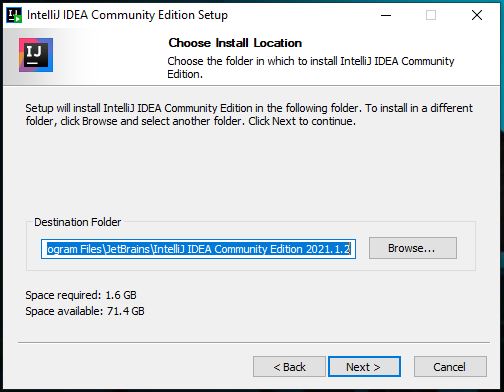 IntelliJ IDEA Community Edition Setup
IJ
Choose Install Location
Choose the folder in which to install IntelliJ IDEA Community
Edition.
Setup will install IntelliJ IDEA Community Edition in the following folder. To install in a different
folder, click Browse and select another folder. Click Next to continue.
Destination Folder
ogram Files\JetBrains\IntelliJ IDEA Community Edition 2021.1.2
Browse...
Space required: 1.6 GB
Space available: 71.4 GB
< Back
Next >
Cancel